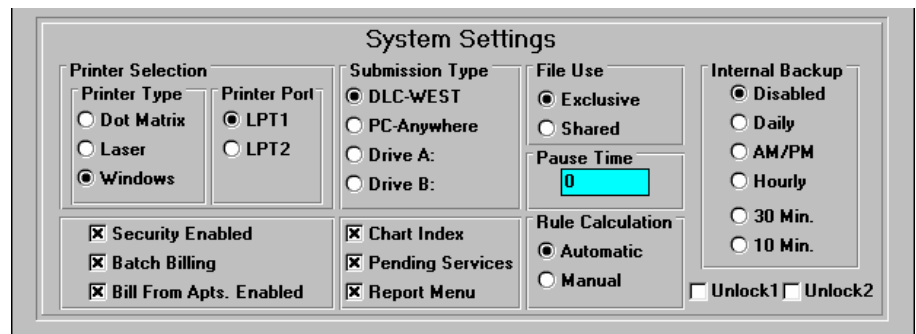 System Settings
Printer Selection
Printer Type
Dot Matrix
Laser
Windows
Printer Port
LPT1
LPT2
Submission Type
DLC-WEST
PC-Anywhere
Drive A:
Drive B:
File Use
Exclusive
Shared
Pause Time
0
Internal Backup
Disabled
Daily
AM/PM
Hourly
30 Min.
10 Min.
Security Enabled
Batch Billing
Bill From Apts. Enabled
Chart Index
Pending Services
Report Menu
Rule Calculation
Automatic
Manual
Unlock1 Unlock2